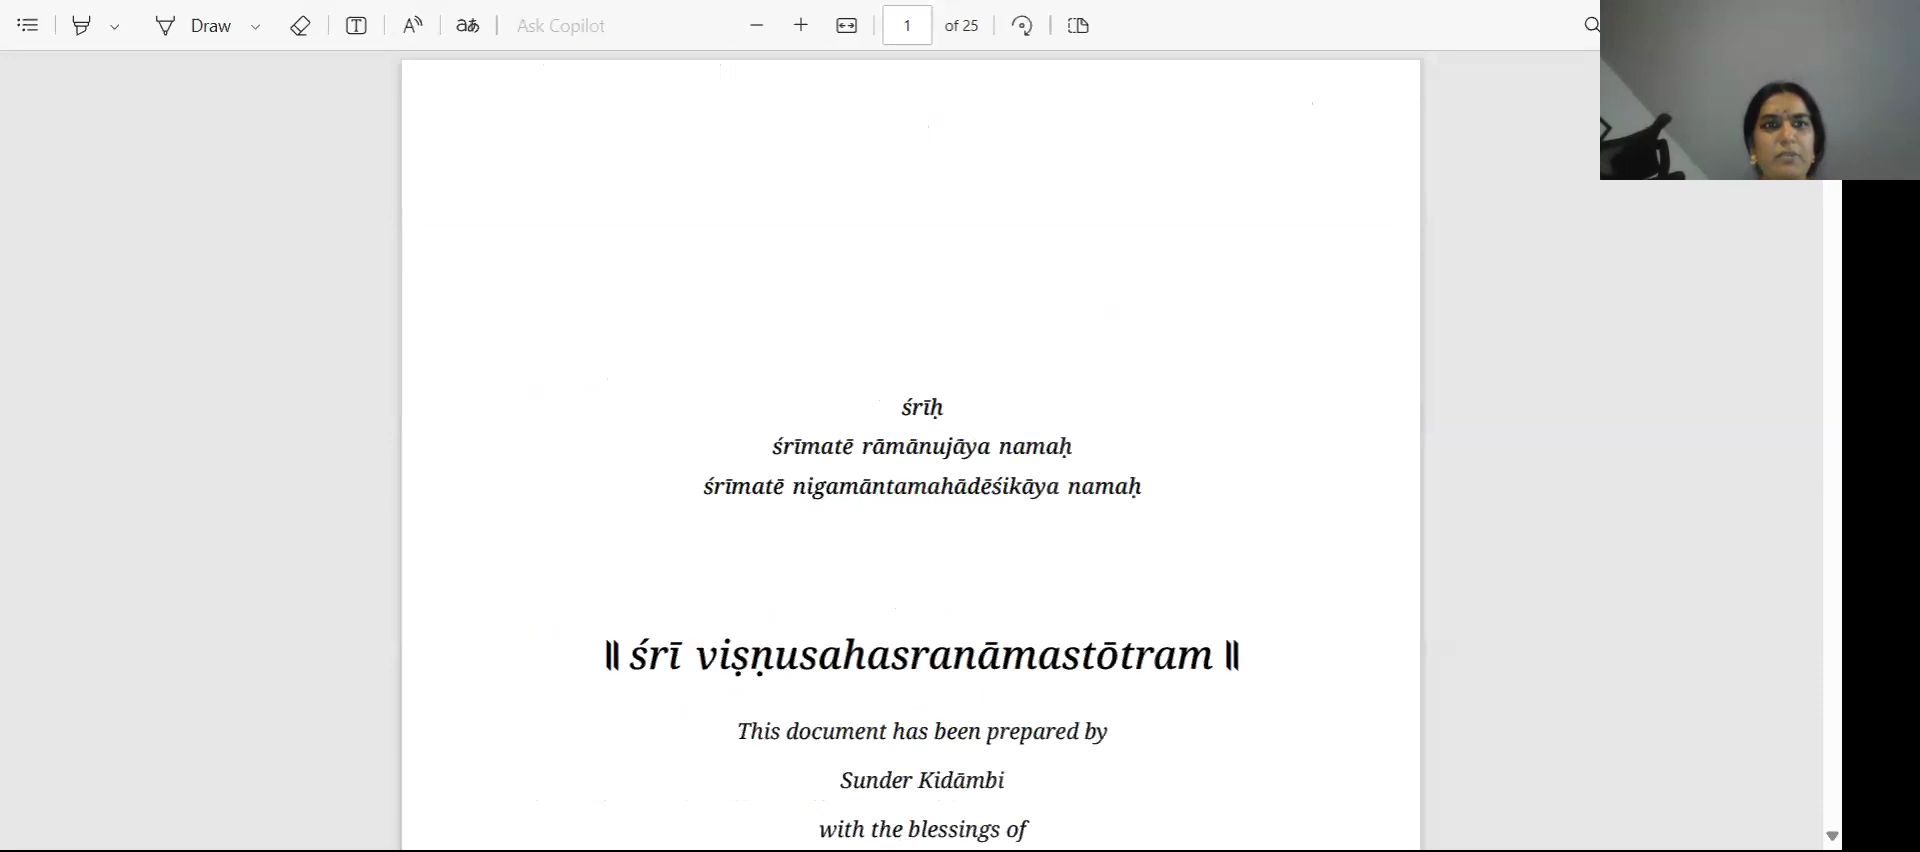 Draw
Ask Copilot
1 of 25
śrīḥ
śrīmatē rāmānujāya namaḥ
śrīmatē nigamāntamahādēśikāya namaḥ
॥ śrī viṣṇusahasranāmastōtram ॥
This document has been prepared by
Sunder Kidāmbi
with the blessings of